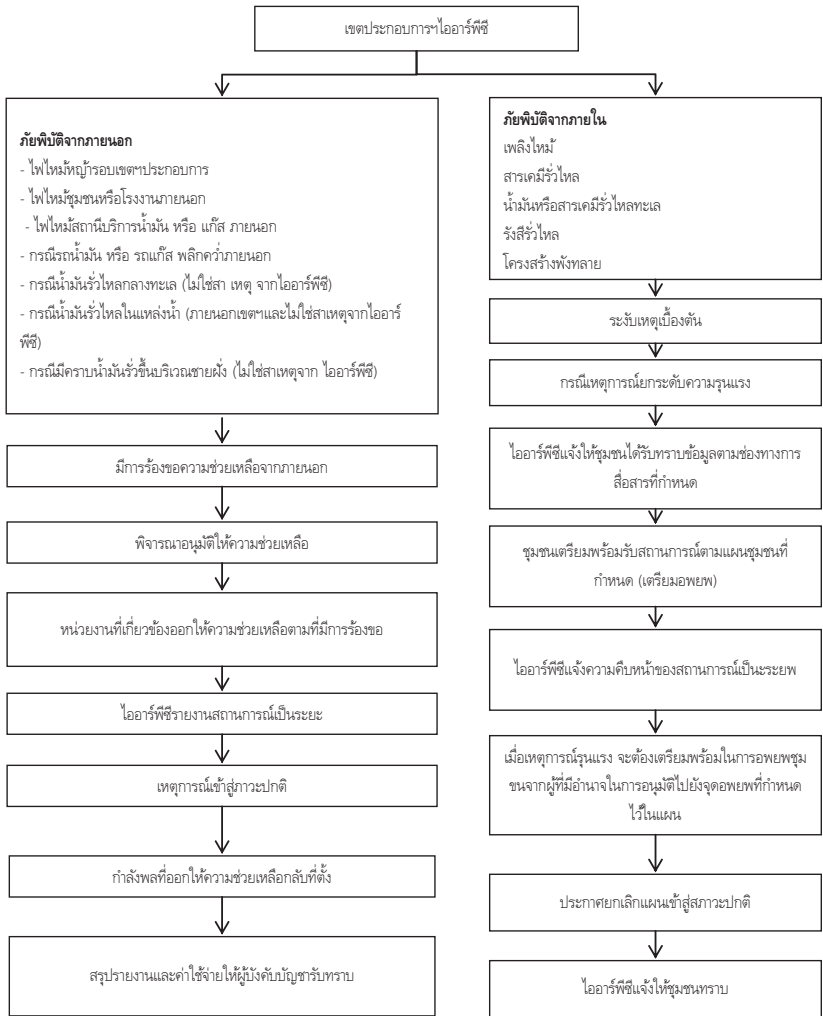 เขตประกอบการฯไออาร์พีซี
ภัยพิบัติจากภายนอก
- ไฟไหม้หญ้ารอบเขตฯประกอบการ
- ไฟไหม้ชุมชนหรือโรงงานภายนอก
- ไฟไหม้สถานีบริการน้ำมัน หรือ แก๊ส ภายนอก
- กรณีรถน้ำมัน หรือ รถแก๊ส พลิกคว่ำภายนอก
- กรณีน้ำมันรั่วไหลกลางทะเล (ไม่ใช่สา เหตุ จากไออาร์พีซี)
- กรณีน้ำมันรั่วไหลในแหล่งน้ำ (ภายนอกเขตฯและไม่ใช่สาเหตุจากไออาร์
พีซี)
- กรณีมีคราบน้ำมันรั่วขึ้นบริเวณชายฝั่ง (ไม่ใช่สาเหตุจาก ไออาร์พีซี)
มีการร้องขอความช่วยเหลือจากภายนอก
พิจารณาอนุมัติให้ความช่วยเหลือ
หน่วยงานที่เกี่ยวข้องออกให้ความช่วยเหลือตามที่มีการร้องขอ
ไออาร์พีซีรายงานสถานการณ์เป็นระยะ
เหตุการณ์เข้าสู่ภาวะปกติ
กำลังพลที่ออกให้ความช่วยเหลือกลับที่ตั้ง
สรุปรายงานและค่าใช้จ่ายให้ผู้บังคับบัญชารับทราบ
ภัยพิบัติจากภายใน
เพลิงไหม้
สารเคมีรั่วไหล
น้ำมันหรือสารเคมีรั่วไหลทะเล
รังสีรั่วไหล
โครงสร้างพังทลาย
ระงับเหตุเบื้องต้น
กรณีเหตุการณ์ยกระดับความรุนแรง
ไออาร์พีซีแจ้งให้ชุมชนได้รับทราบข้อมูลตามช่องทางการ
สื่อสารที่กำหนด
ชุมชนเตรียมพร้อมรับสถานการณ์ตามแผนชุมชนที่
กำหนด (เตรียมอพยพ)
ไออาร์พีซีแจ้งความคืบหน้าของสถานการณ์เป็นะระยพ
เมื่อเหตุการณ์รุนแรง จะต้องเตรียมพร้อมในการอพยพชุม
ชนจากผู้ที่มีอำนาจในการอนุมัติไปยังจุดอพยพที่กำหนด
ไว้ในแผน
ประกาศยกเลิกแผนเข้าสู่สภาวะปกติ
ไออาร์พีซีแจ้งให้ชุมชนทราบ